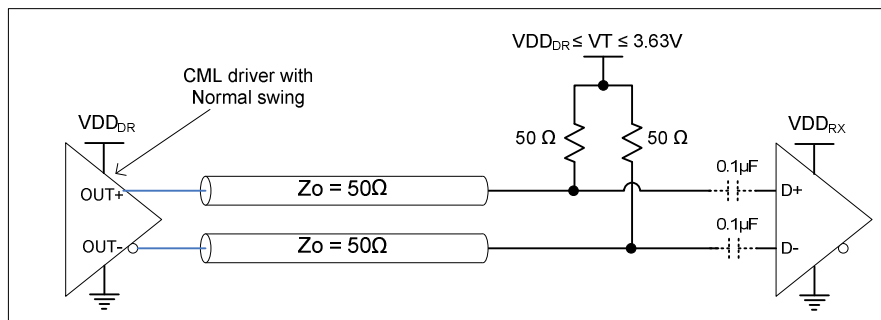 VDD_DR ≤ VT ≤ 3.63V
CML driver with
Normal swing
VDD_DR
50 Ω
50 Ω
VDD_RX
0.1µF
OUT+
Zo = 50Ω
D+
0.1µF
OUT-
Zo = 50Ω
D-